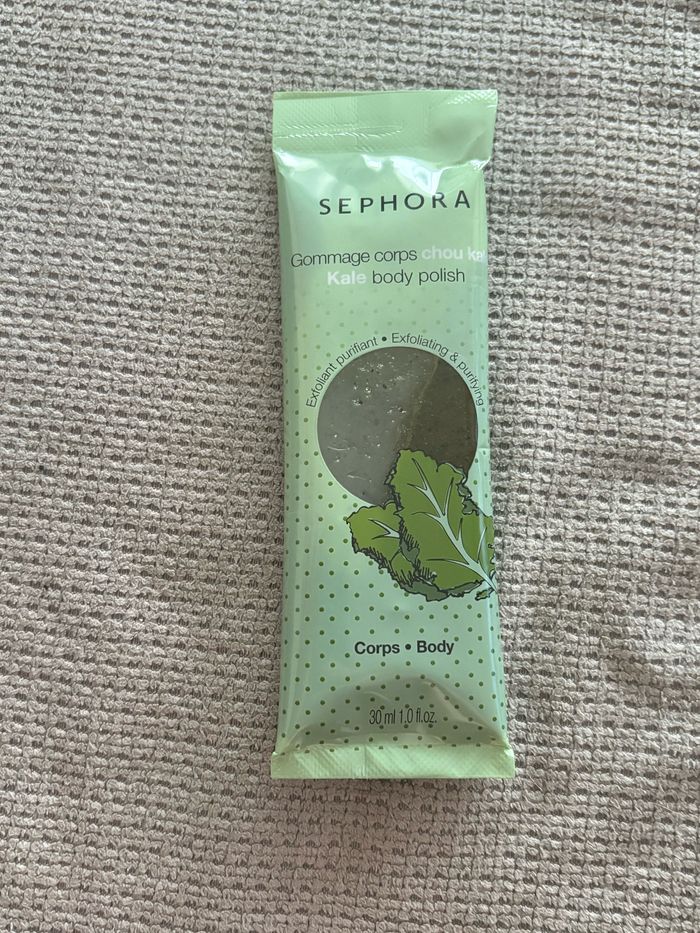 SEPHORA
Gommage corps chou ka
Kale body polish
Exfoliant purifiant • Exfoliating & purifying
Corps • Body
30 ml 1,0 fl.oz.